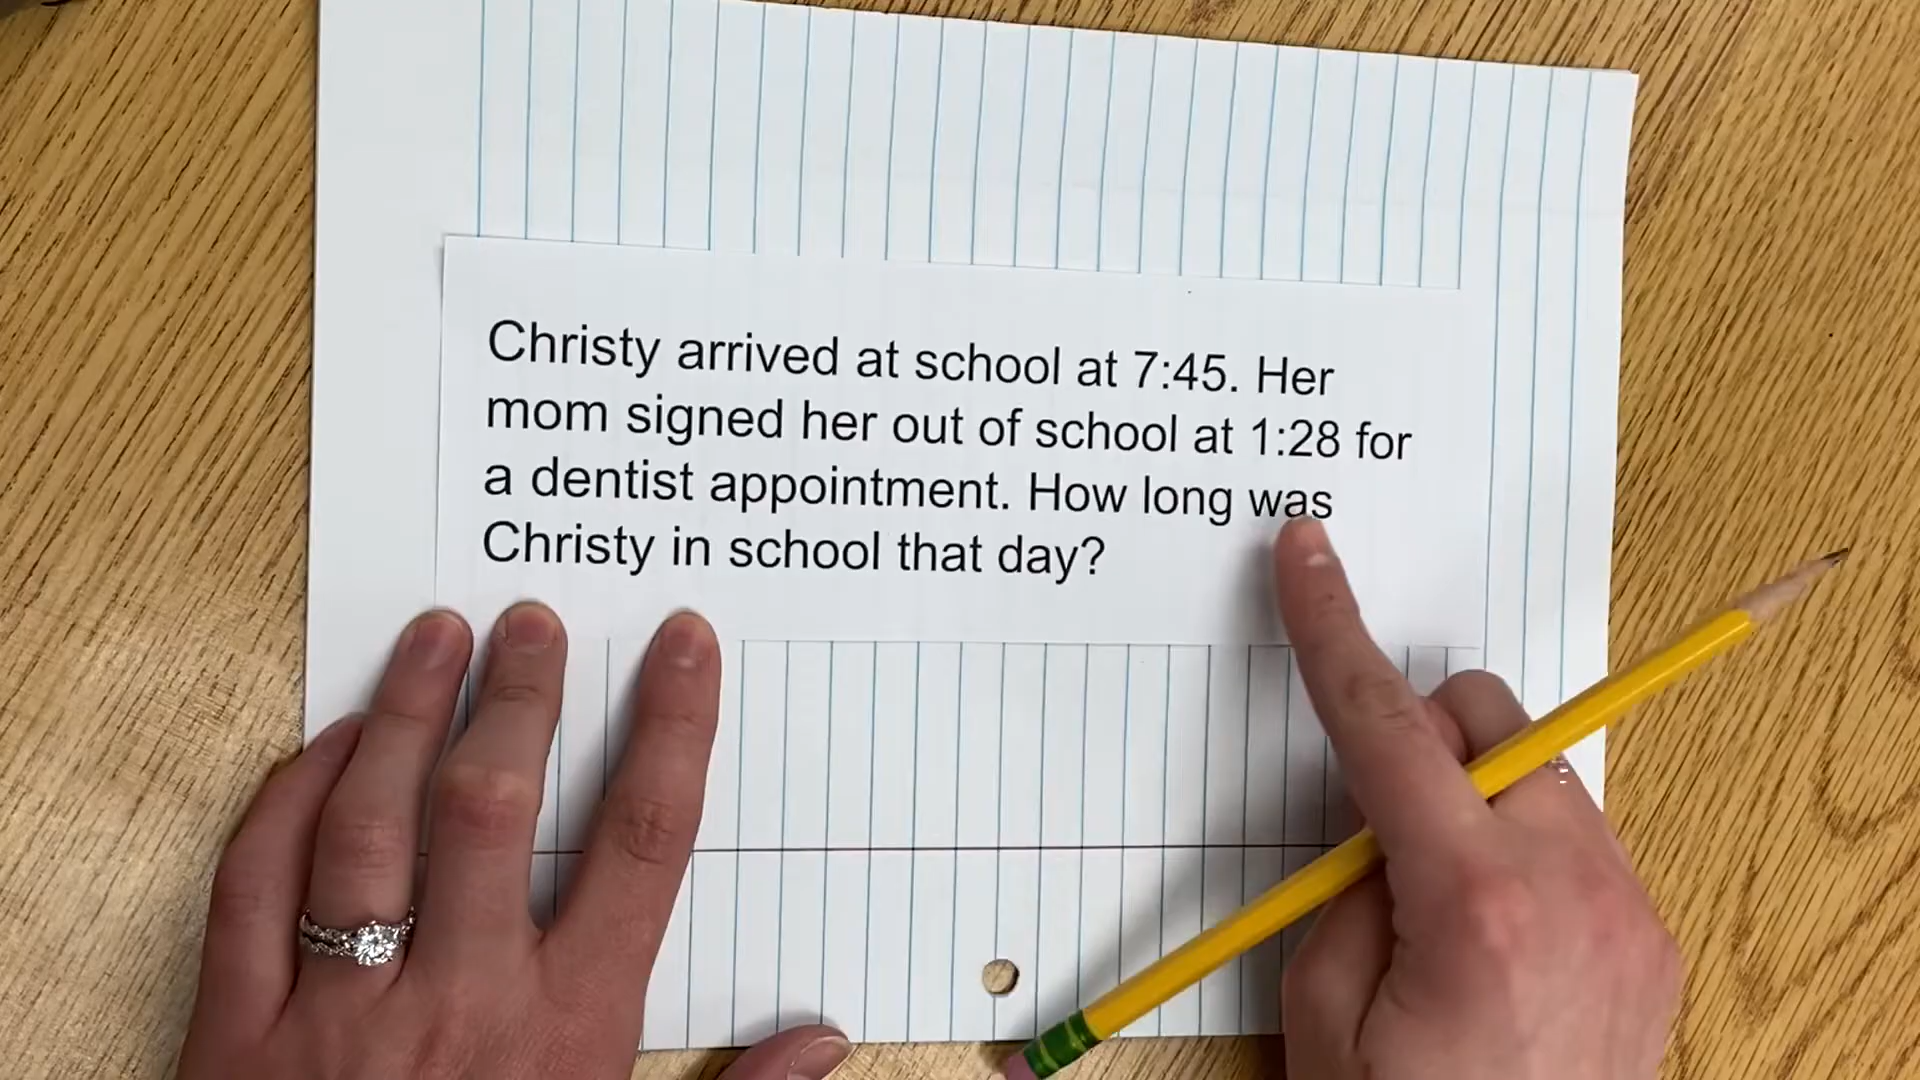 Christy arrived at school at 7:45. Her
mom signed her out of school at 1:28 for
a dentist appointment. How long was
Christy in school that day?